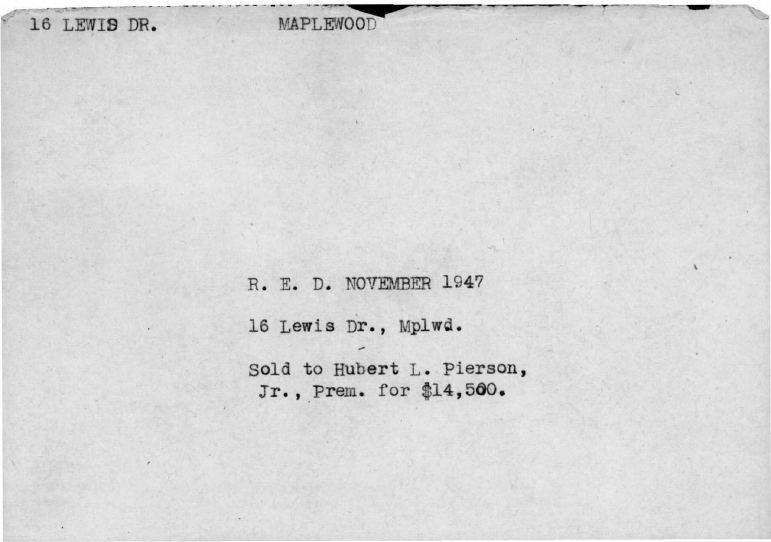 16 LEWIS DR. MAPLEWOOD
R. E. D. NOVEMBER 1947
16 Lewis Dr., Mplwd.
Sold to Hubert L. Pierson,
Jr., Prem. for $14,500.